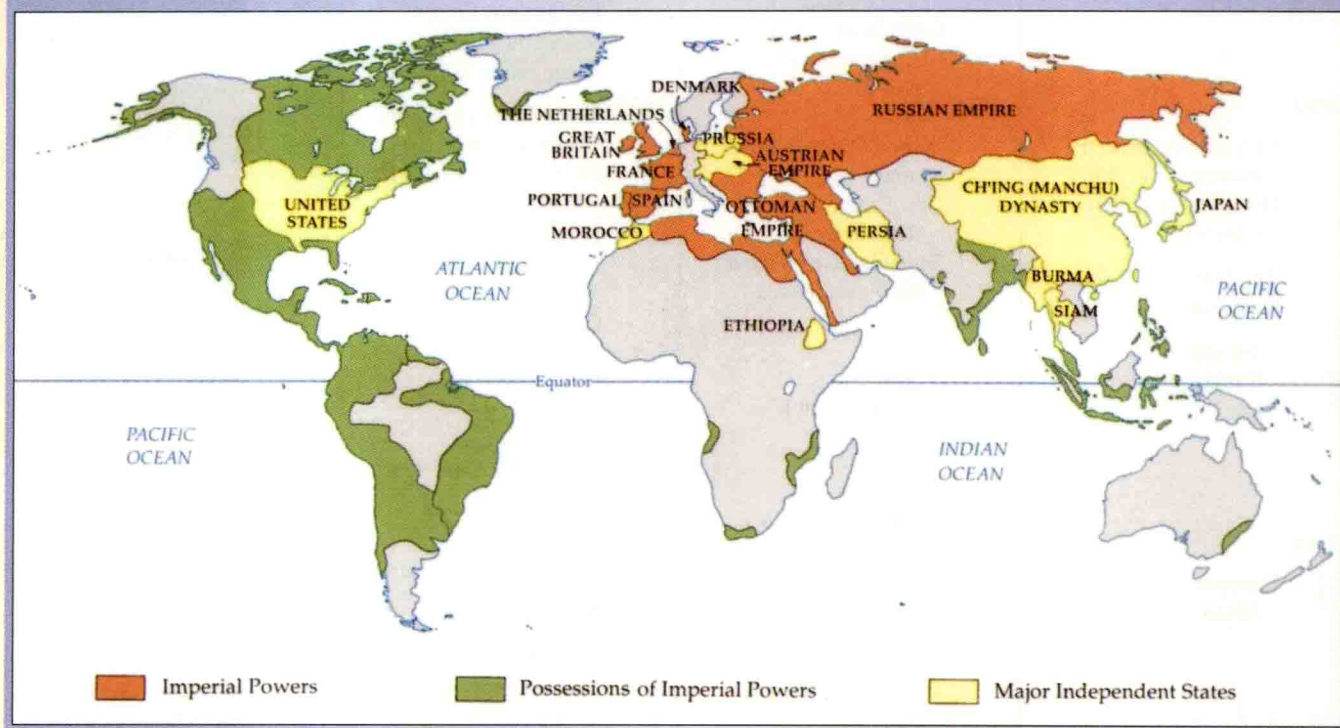 DENMARK
THE NETHERLANDS
RUSSIAN EMPIRE
GREAT
BRITAIN
PRUSSIA
FRANCE
AUSTRIAN
EMPIRE
CH'ING (MANCHU)
DYNASTY
UNITED
STATES
PORTUGAL
SPAIN
OTTOMAN
EMPIRE
JAPAN
MOROCCO
PERSIA
ATLANTIC
OCEAN
BURMA
SIAM
PACIFIC
OCEAN
ETHIOPIA
Equator
PACIFIC
OCEAN
INDIAN
OCEAN
Imperial Powers
Possessions of Imperial Powers
Major Independent States